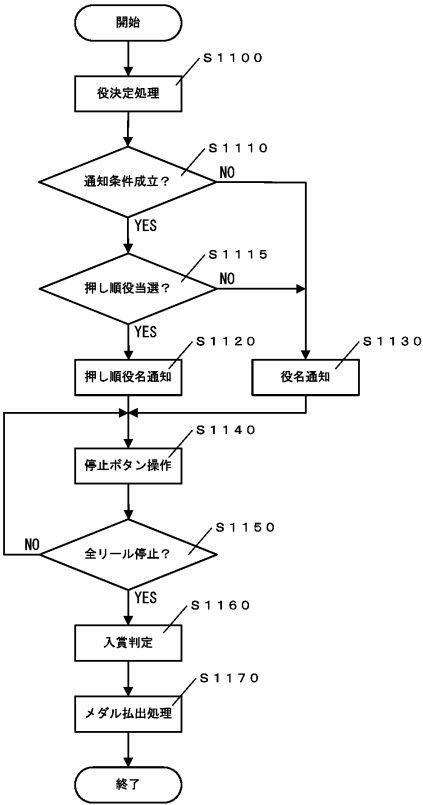 開始
S1100
役決定処理
S1110
通知条件成立?
NO
YES
S1115
押し順役当選?
NO
YES
S1120
押し順役名通知
S1130
役名通知
S1140
停止ボタン操作
S1150
全リール停止?
NO
YES
S1160
入賞判定
S1170
メダル払出処理
終了